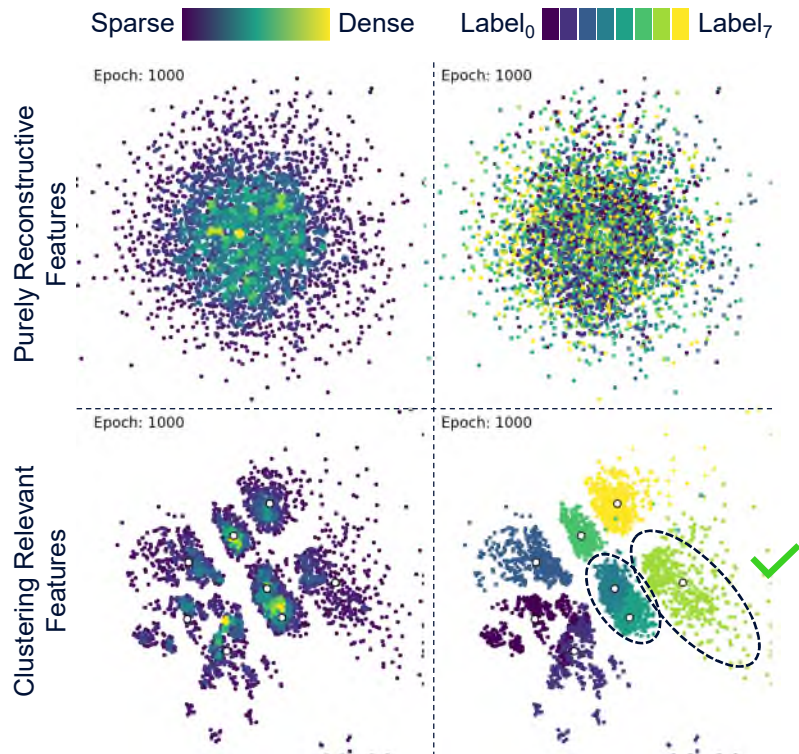 Sparse Dense Label₀ Label₇
Epoch: 1000 Epoch: 1000
Purely Reconstructive
Features
Epoch: 1000 Epoch: 1000
Clustering Relevant
Features